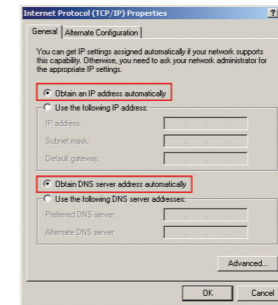 Internet Protocol (TCP/IP) Properties
?
General
Alternate Configuration
You can get IP settings assigned automatically if your network supports
this capability. Otherwise, you need to ask your network administrator for
the appropriate IP settings.
Obtain an IP address automatically
Use the following IP address:
IP address:
Subnet mask:
Default gateway:
Obtain DNS server address automatically
Use the following DNS server addresses:
Preferred DNS server:
Alternate DNS server:
Advanced...
OK
Cancel